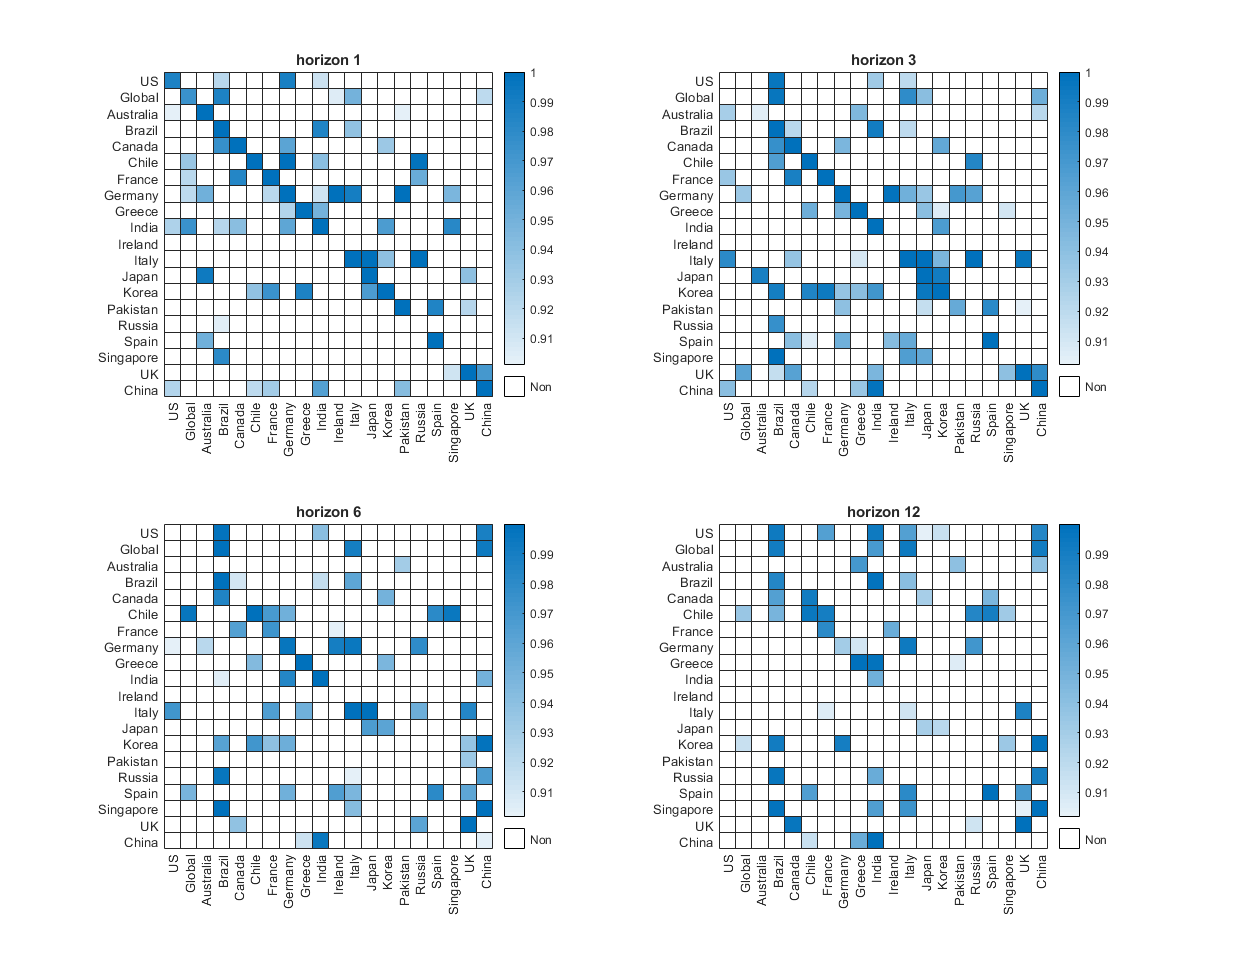 horizon 1
US
Global
Australia
Brazil
Canada
Chile
France
Germany
Greece
India
Ireland
Italy
Japan
Korea
Pakistan
Russia
Spain
Singapore
UK
China
US
Global
Australia
Brazil
Canada
Chile
France
Germany
Greece
India
Ireland
Italy
Japan
Korea
Pakistan
Russia
Spain
Singapore
UK
China
1
0.99
0.98
0.97
0.96
0.95
0.94
0.93
0.92
0.91
Non
horizon 3
US
Global
Australia
Brazil
Canada
Chile
France
Germany
Greece
India
Ireland
Italy
Japan
Korea
Pakistan
Russia
Spain
Singapore
UK
China
US
Global
Australia
Brazil
Canada
Chile
France
Germany
Greece
India
Ireland
Italy
Japan
Korea
Pakistan
Russia
Spain
Singapore
UK
China
1
0.99
0.98
0.97
0.96
0.95
0.94
0.93
0.92
0.91
Non
horizon 6
US
Global
Australia
Brazil
Canada
Chile
France
Germany
Greece
India
Ireland
Italy
Japan
Korea
Pakistan
Russia
Spain
Singapore
UK
China
US
Global
Australia
Brazil
Canada
Chile
France
Germany
Greece
India
Ireland
Italy
Japan
Korea
Pakistan
Russia
Spain
Singapore
UK
China
0.99
0.98
0.97
0.96
0.95
0.94
0.93
0.92
0.91
Non
horizon 12
US
Global
Australia
Brazil
Canada
Chile
France
Germany
Greece
India
Ireland
Italy
Japan
Korea
Pakistan
Russia
Spain
Singapore
UK
China
US
Global
Australia
Brazil
Canada
Chile
France
Germany
Greece
India
Ireland
Italy
Japan
Korea
Pakistan
Russia
Spain
Singapore
UK
China
0.99
0.98
0.97
0.96
0.95
0.94
0.93
0.92
0.91
Non